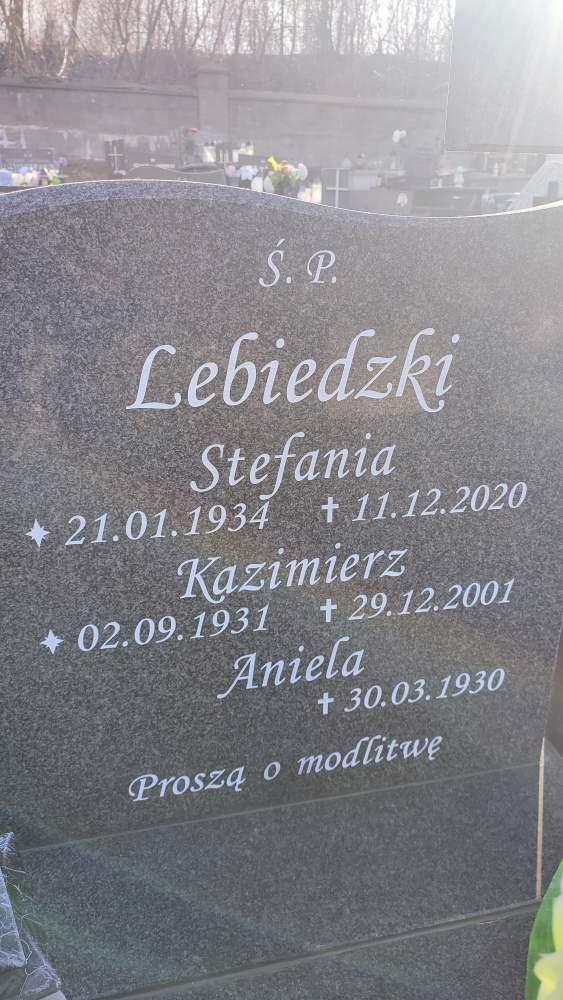 Ś. P.
Lebiedzki
Stefania
21.01.1934 ✝ 11.12.2020
Kazimierz
02.09.1931 ✝ 29.12.2001
Aniela
✝ 30.03.1930
Proszą o modlitwę